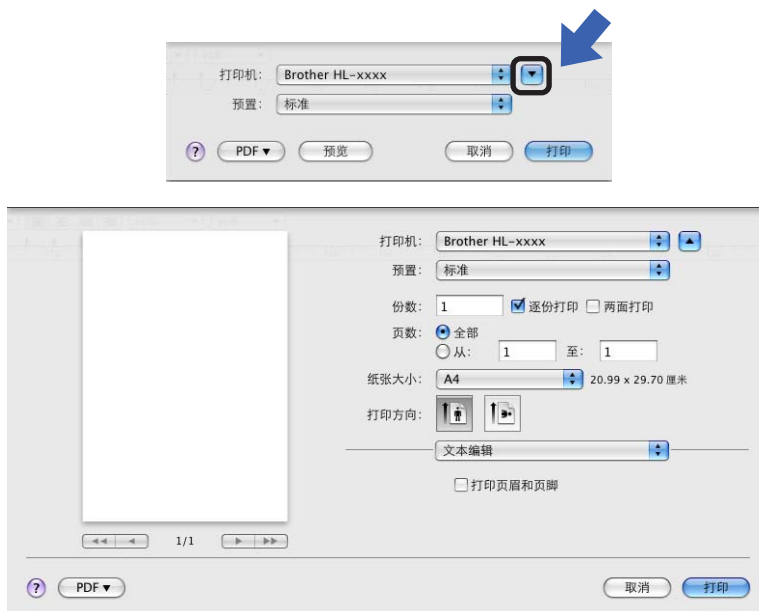 打印机: Brother HL-xxxx
预置: 标准
? PDF▼ 预览 取消 打印
打印机: Brother HL-xxxx
预置: 标准
份数: 1 逐份打印 两面打印
页数: 全部
从: 1 至: 1
纸张大小: A4 20.99 x 29.70 厘米
打印方向:
文本编辑
打印页眉和页脚
1/1
? PDF▼ 取消 打印